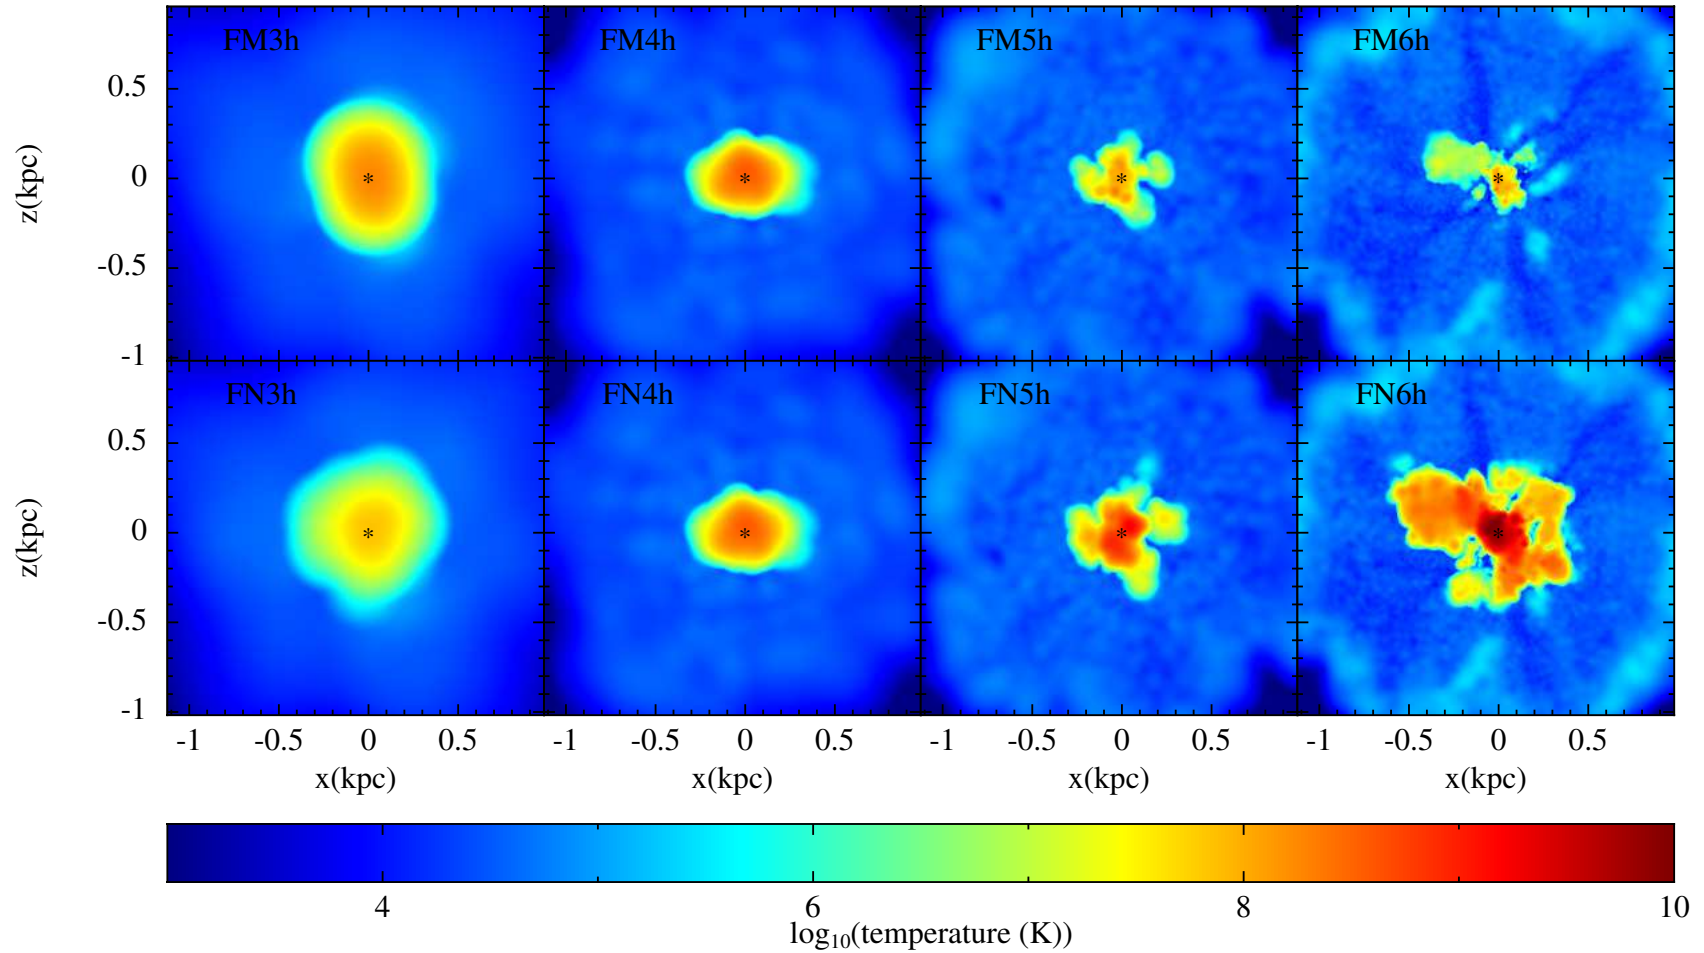 FM3h FM4h FM5h FM6h
0.5
0
-0.5
-1
z(kpc)
FN3h FN4h FN5h FN6h
0.5
0
-0.5
-1
z(kpc)
-1 -0.5 0 0.5 -1 -0.5 0 0.5 -1 -0.5 0 0.5 -1 -0.5 0 0.5
x(kpc) x(kpc) x(kpc) x(kpc)
4 6 8 10
log10(temperature (K))